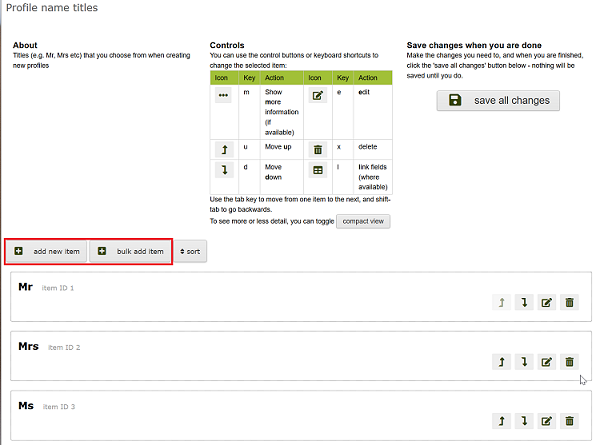 Profile name titles
About
Titles (e.g. Mr, Mrs etc) that you choose from when creating
new profiles
Controls
You can use the control buttons or keyboard shortcuts to
change the selected item:
Icon Key Action Icon Key Action
m Show
more
information
(if
available)
e edit
u Move up
x delete
d Move
down
l link fields
(where
available)
Use the tab key to move from one item to the next, and shift-
tab to go backwards.
To see more or less detail, you can toggle compact view
Save changes when you are done
Make the changes you need to, and when you are finished,
click the 'save all changes' button below - nothing will be
saved until you do.
save all changes
add new item bulk add item sort
Mr item ID 1
Mrs item ID 2
Ms item ID 3